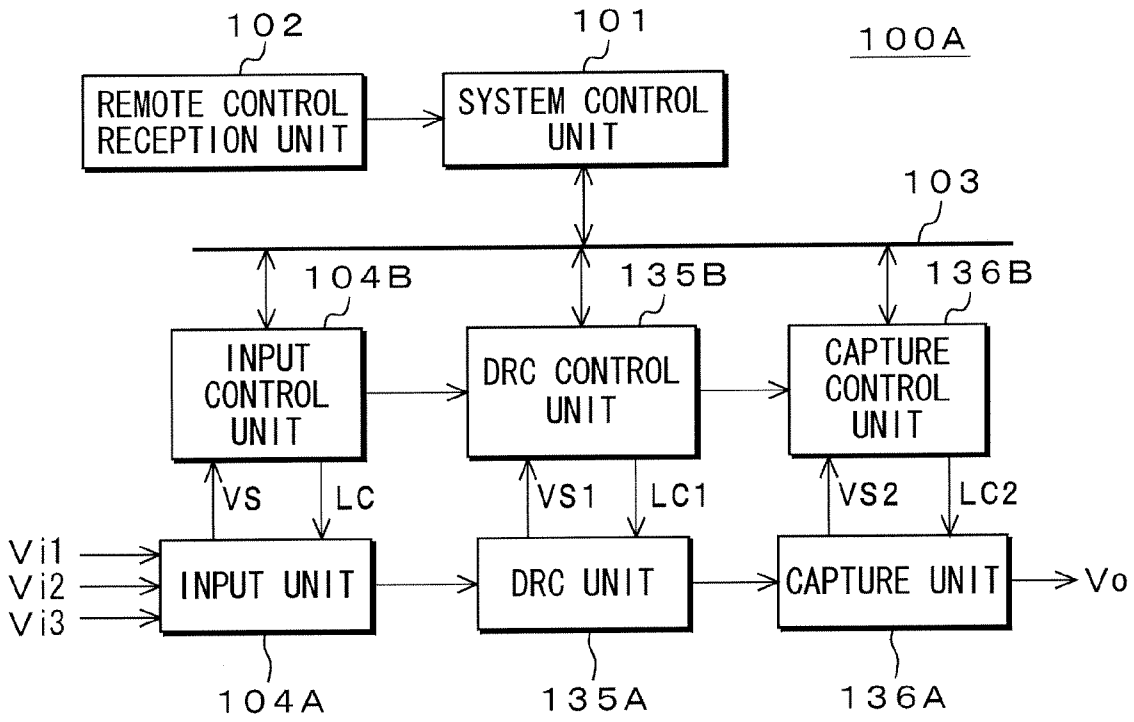 102
101
100A
REMOTE CONTROL
RECEPTION UNIT
SYSTEM CONTROL
UNIT
103
104B
135B
136B
INPUT
CONTROL
UNIT
DRC CONTROL
UNIT
CAPTURE
CONTROL
UNIT
VS
LC
VS1
LC1
VS2
LC2
Vi1
Vi2
Vi3
INPUT UNIT
DRC UNIT
CAPTURE UNIT
Vo
104A
135A
136A